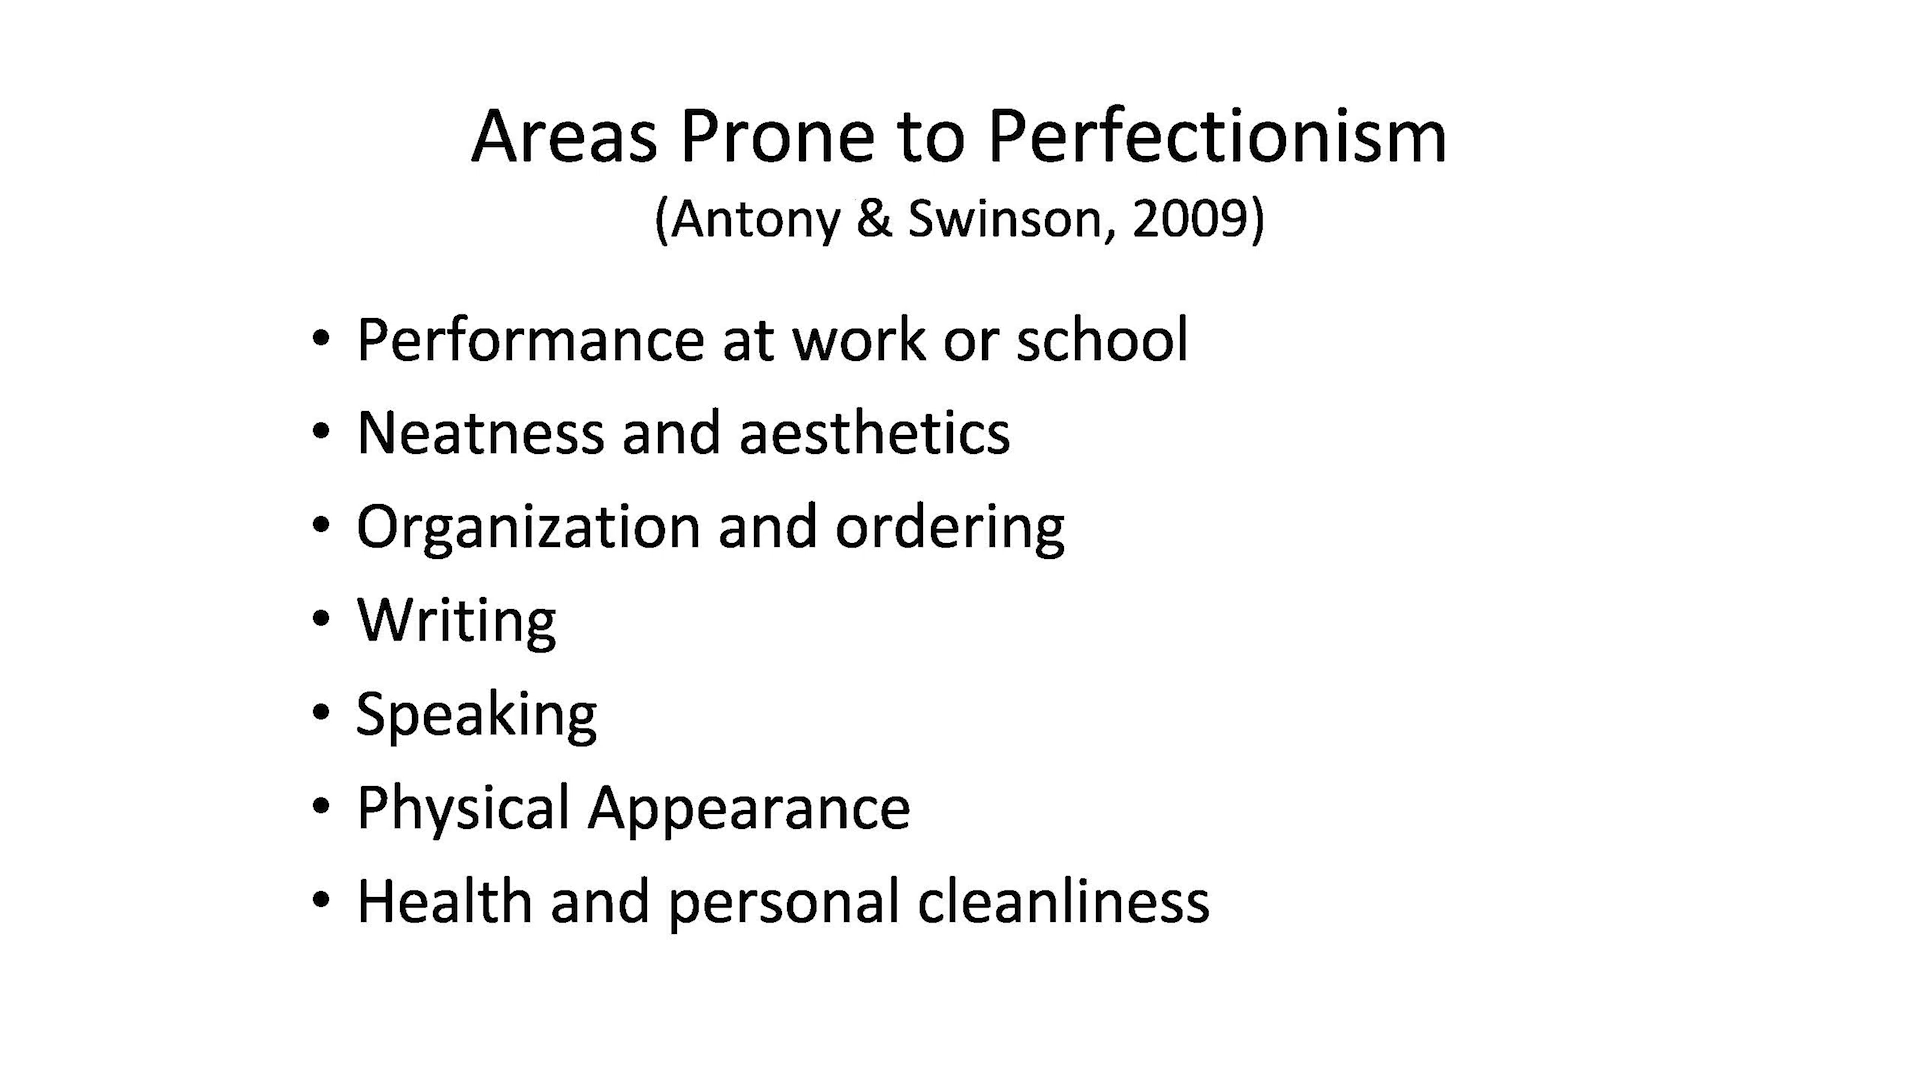 Areas Prone to Perfectionism
(Antony & Swinson, 2009)
• Performance at work or school
• Neatness and aesthetics
• Organization and ordering
• Writing
• Speaking
• Physical Appearance
• Health and personal cleanliness